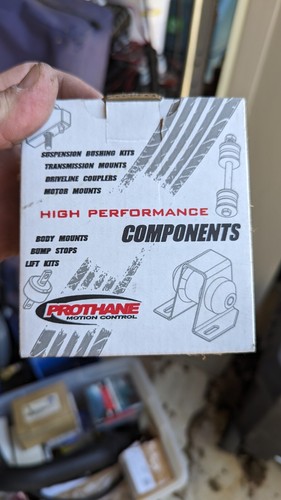 SUSPENSION BUSHING KITS
TRANSMISSION MOUNTS
DRIVELINE COUPLERS
MOTOR MOUNTS
HIGH PERFORMANCE
COMPONENTS
BODY MOUNTS
BUMP STOPS
LIFT KITS
PROTHANE
MOTION CONTROL